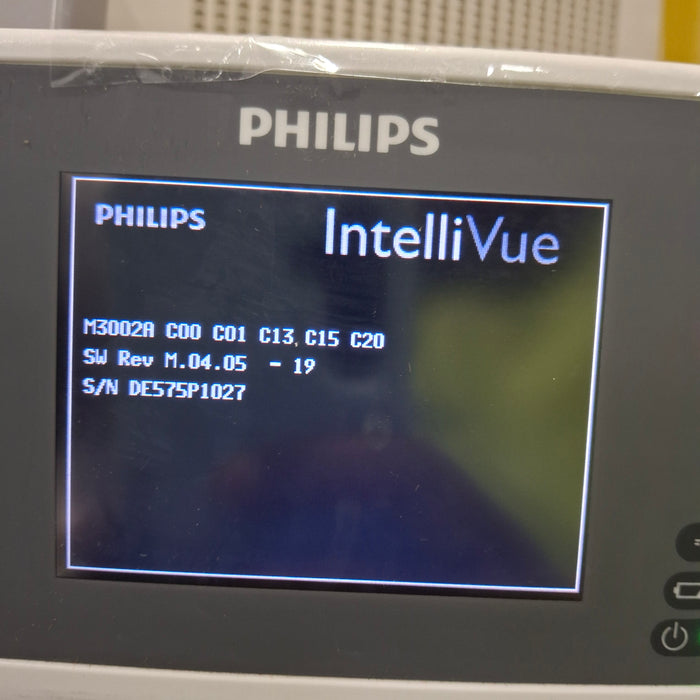 PHILIPS
PHILIPS IntelliVue
M3002A C00 C01 C13 C15 C20
SW Rev M.04.05 - 19
S/N DE575P1027